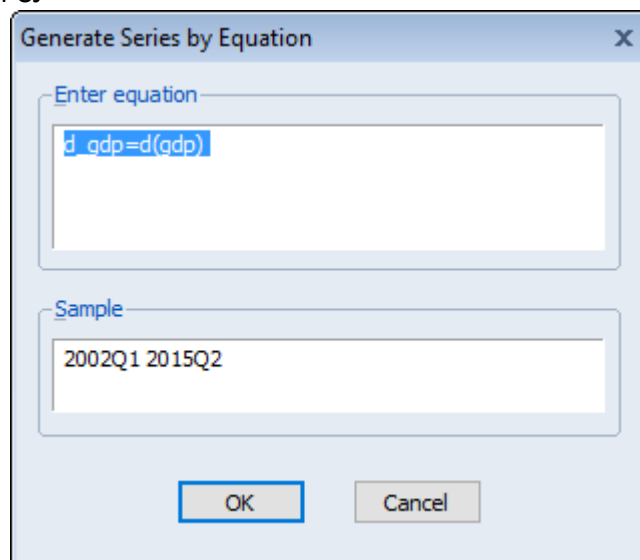 Generate Series by Equation
x
Enter equation
d_gdp=d(gdp)
Sample
2002Q1 2015Q2
OK
Cancel